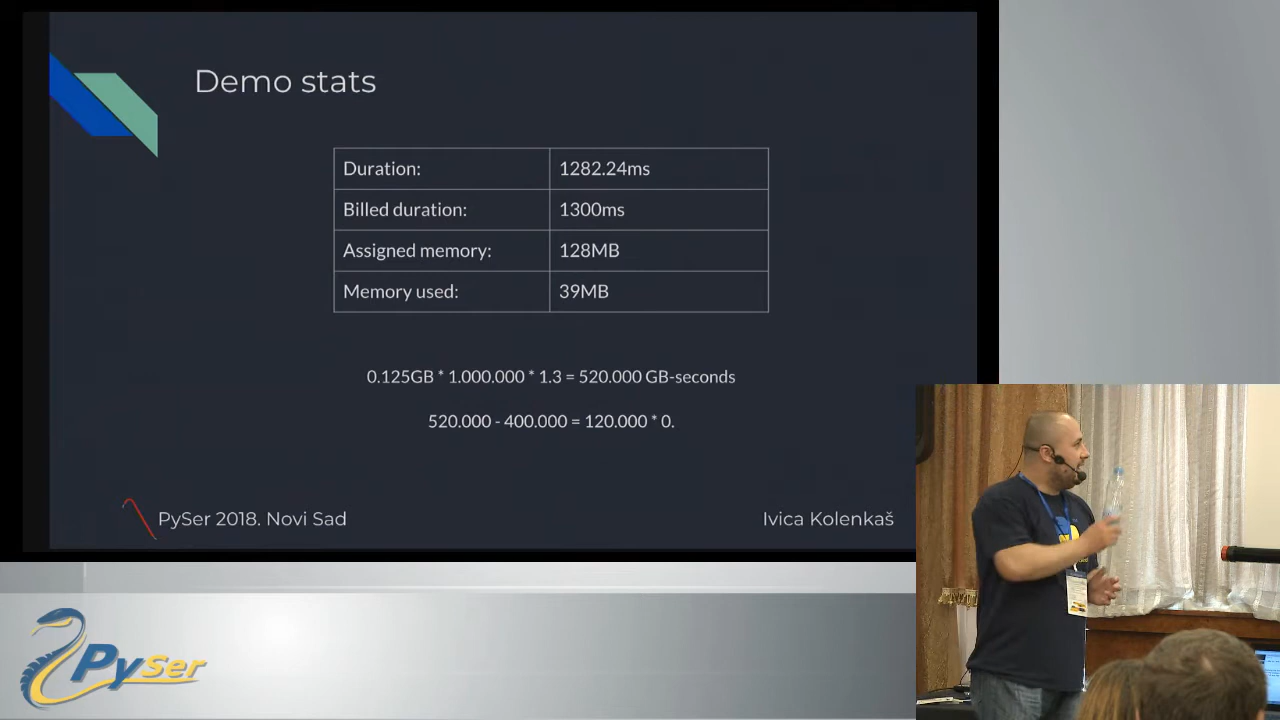 Demo stats
Duration: 1282.24ms
Billed duration: 1300ms
Assigned memory: 128MB
Memory used: 39MB
0.125GB * 1.000.000 * 1.3 = 520.000 GB-seconds
520.000 - 400.000 = 120.000 * 0.
PySer 2018. Novi Sad
Ivica Kolenkaš
PySer